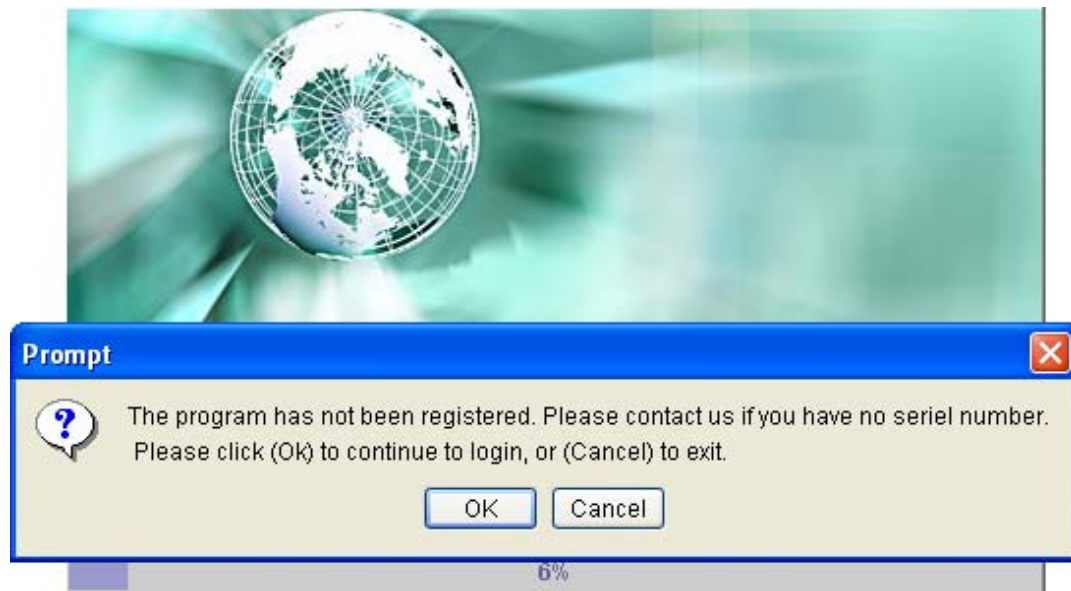 Prompt
The program has not been registered. Please contact us if you have no seriel number.
Please click (Ok) to continue to login, or (Cancel) to exit.
OK Cancel
6%